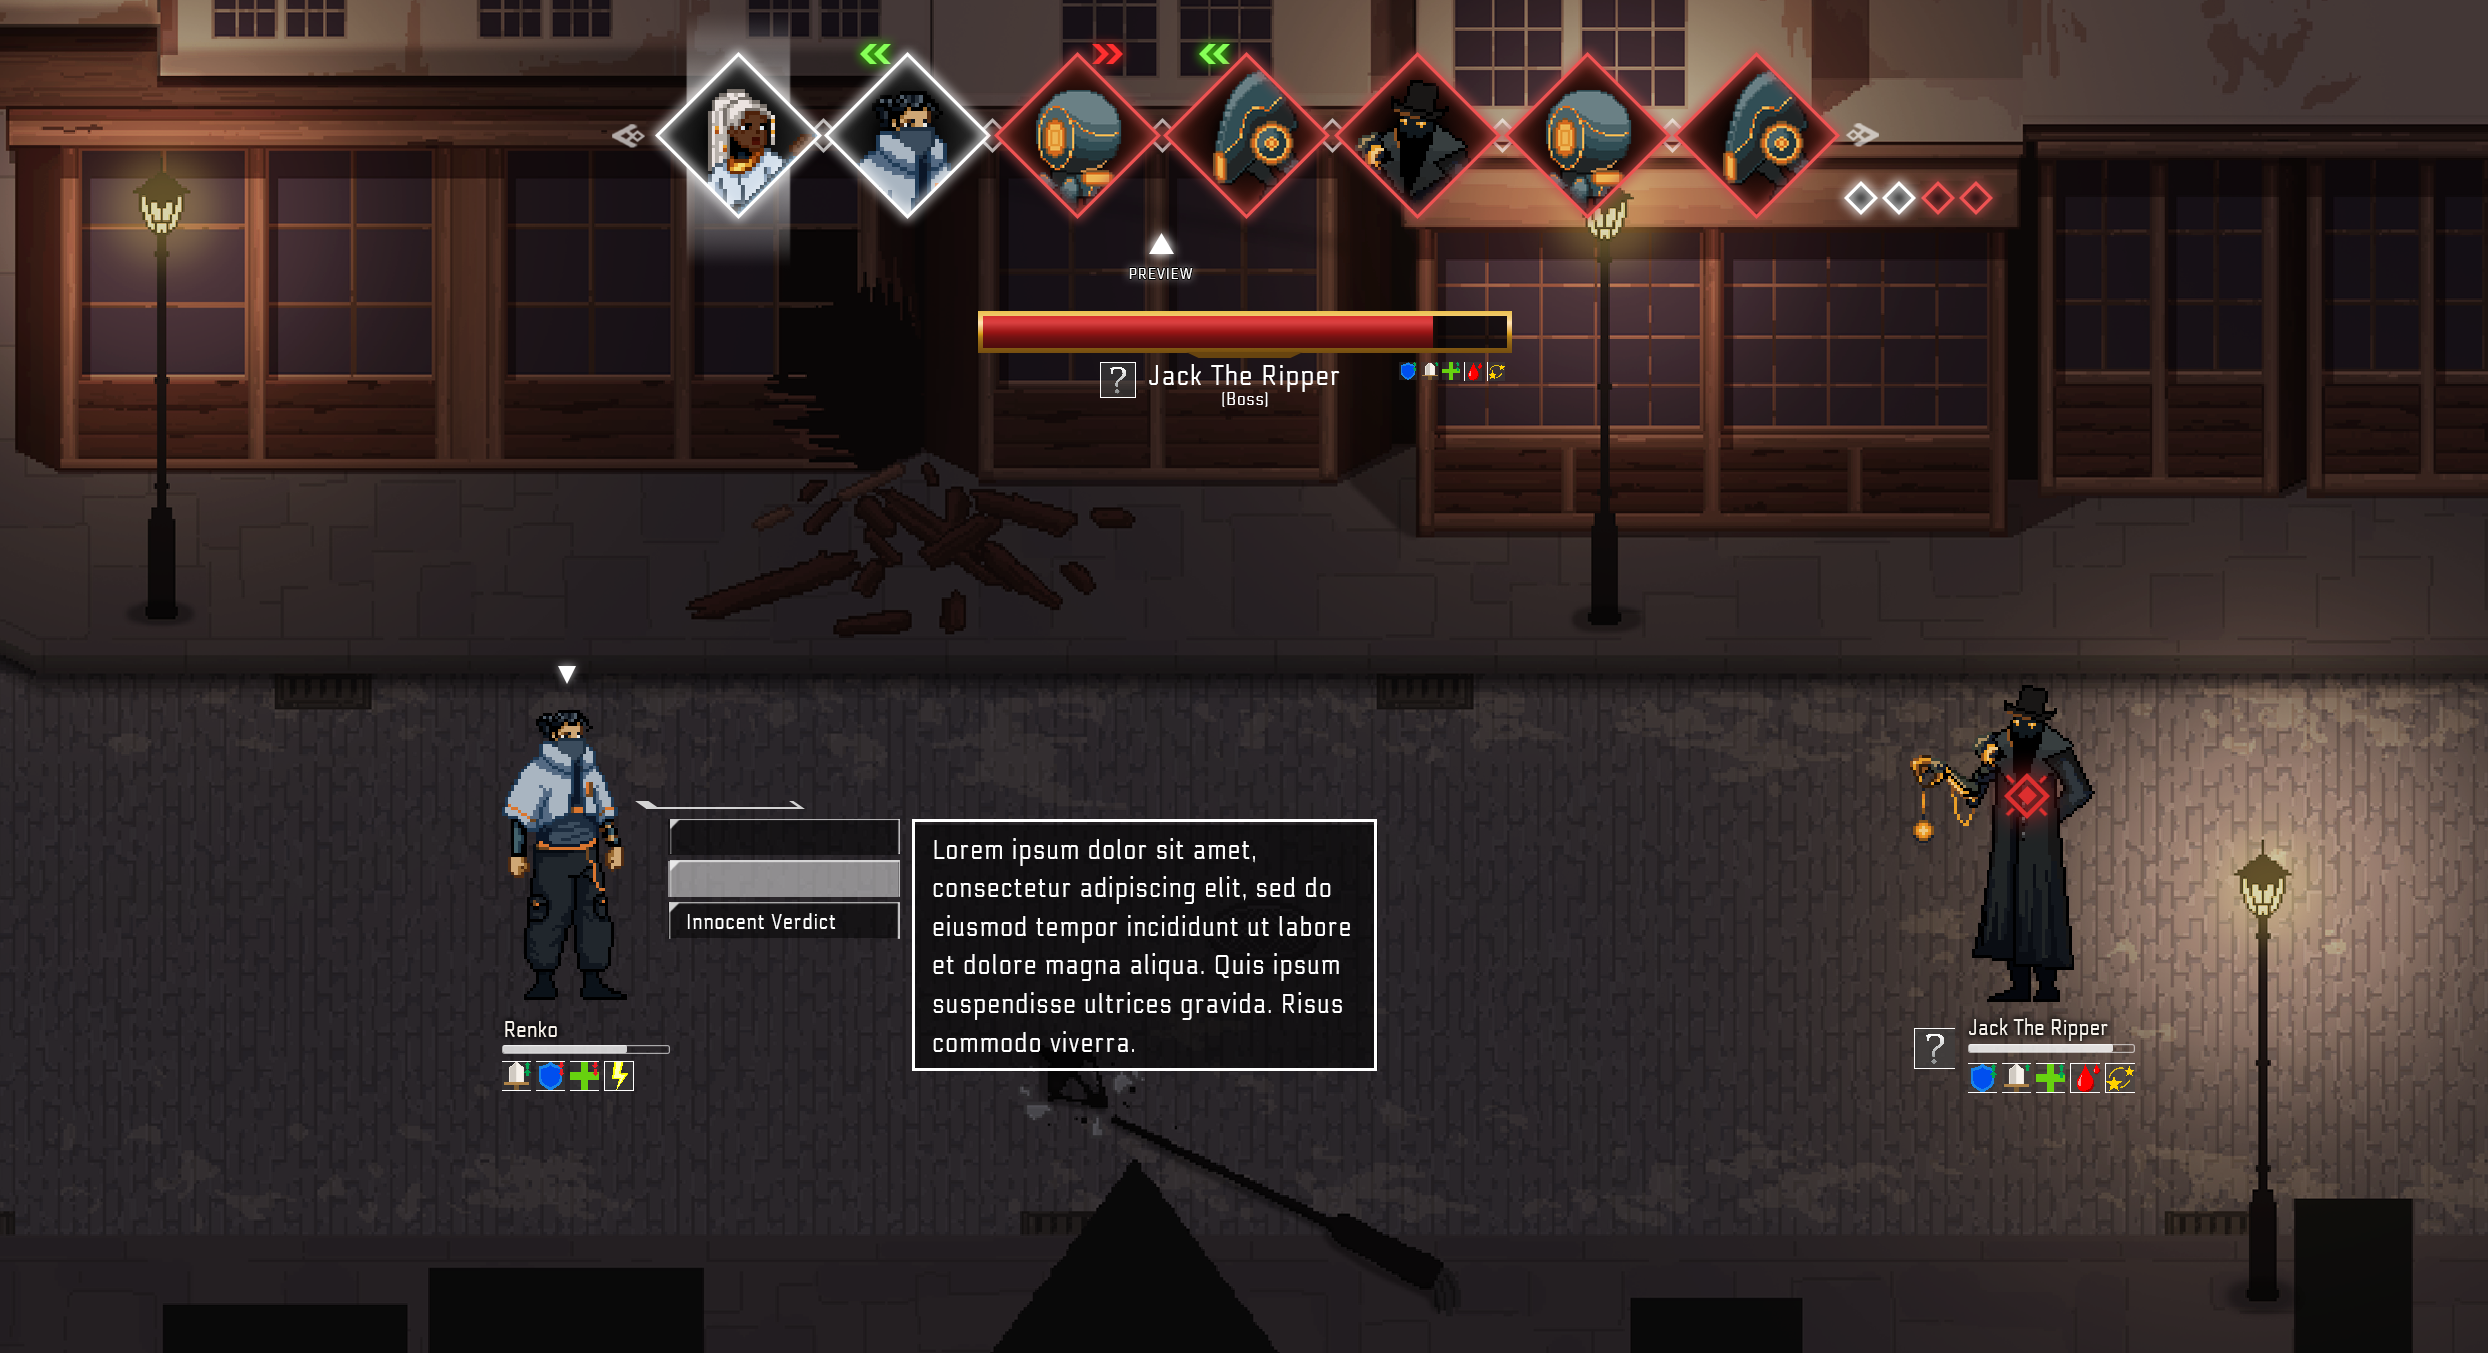 PREVIEW
?
Jack The Ripper
(Boss)
Lorem ipsum dolor sit amet,
consectetur adipiscing elit, sed do
eiusmod tempor incididunt ut labore
et dolore magna aliqua. Quis ipsum
suspendisse ultrices gravida. Risus
commodo viverra.
Innocent Verdict
Renko
?
Jack The Ripper